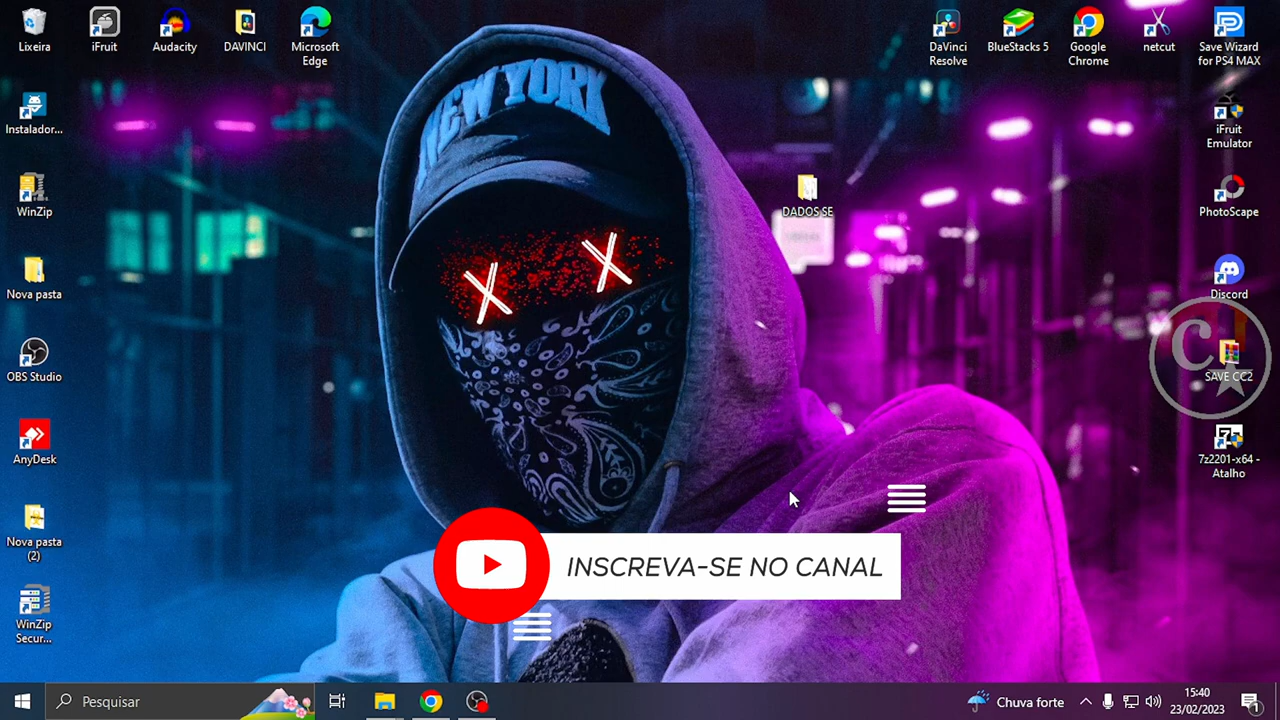 Lixeira
iFruit
Audacity
DAVINCI
Microsoft
Edge
DaVinci
Resolve
BlueStacks 5
Google
Chrome
netcut
Save Wizard
for PS4 MAX
NEW YORK
Instalador...
iFruit
Emulator
WinZip
DADOS SE
PhotoScape
Nova pasta
Discord
OBS Studio
C
SAVE CC2
AnyDesk
7z2201-x64 -
Atalho
Nova pasta
(2)
INSCREVA-SE NO CANAL
WinZip
Secur...
Pesquisar
Chuva forte
15:40
23/02/2023
1